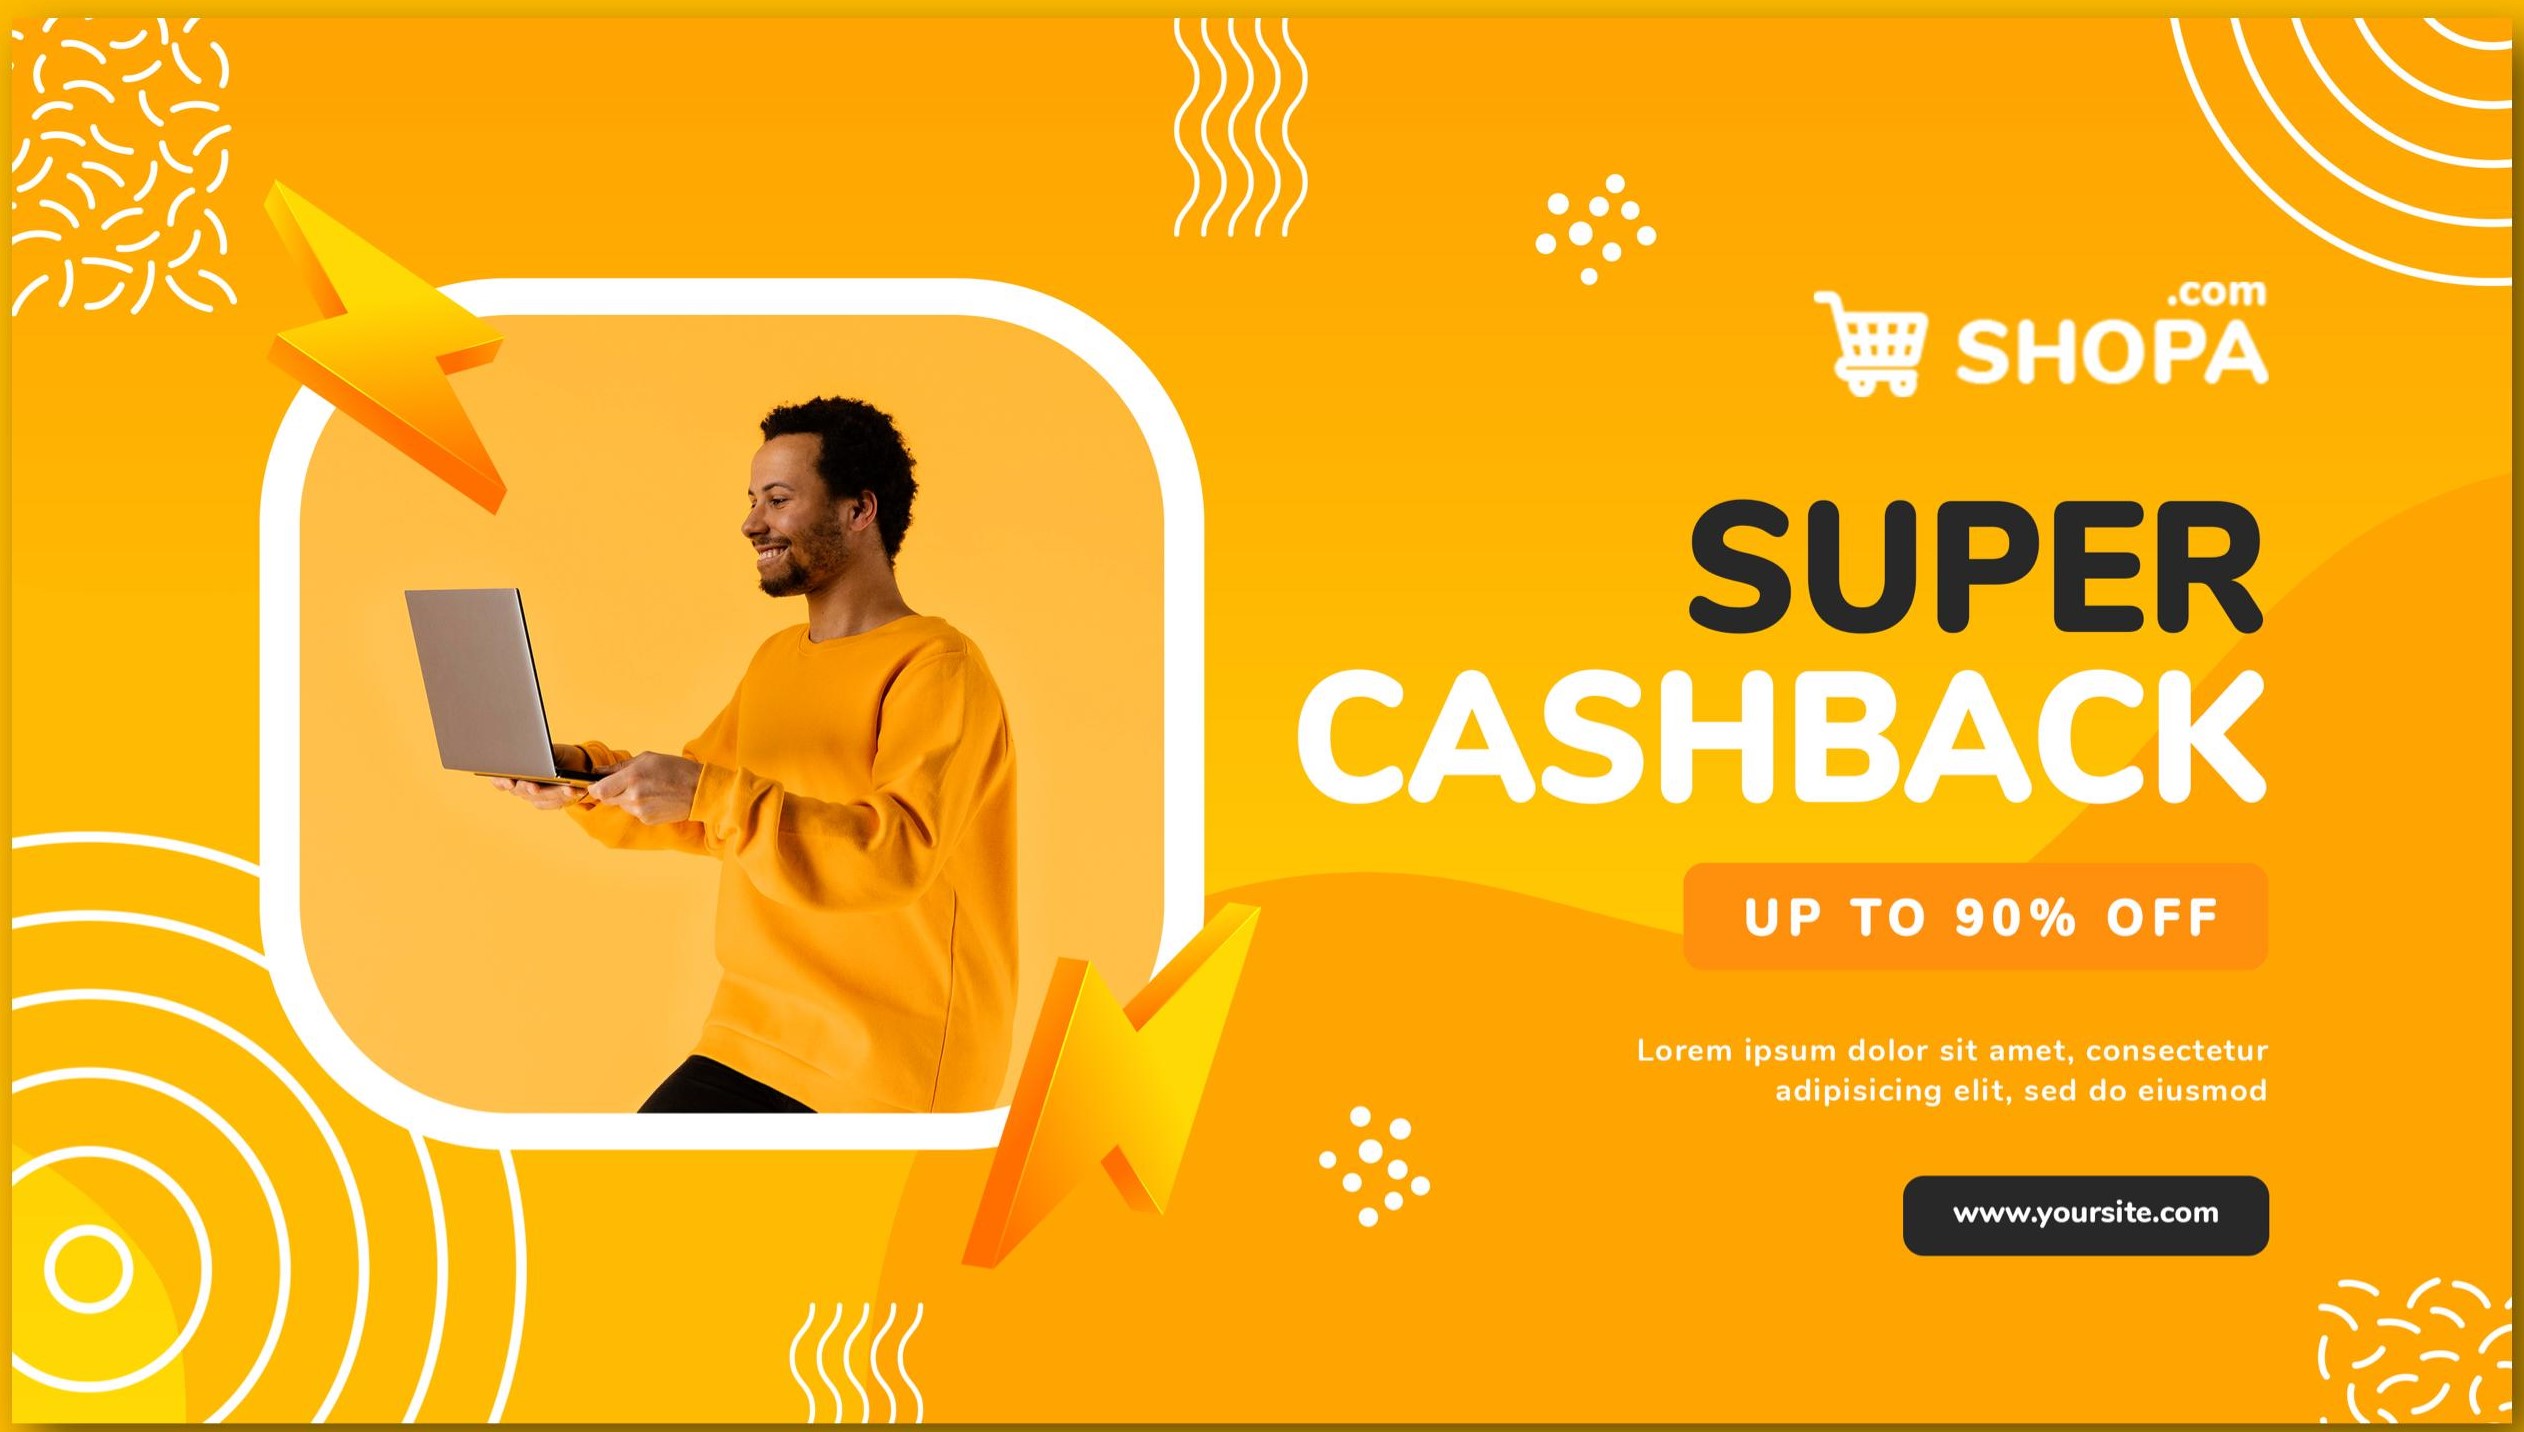 .com
SHOPA
SUPER
CASHBACK
UP TO 90% OFF
Lorem ipsum dolor sit amet, consectetur
adipisicing elit, sed do eiusmod
www.yoursite.com